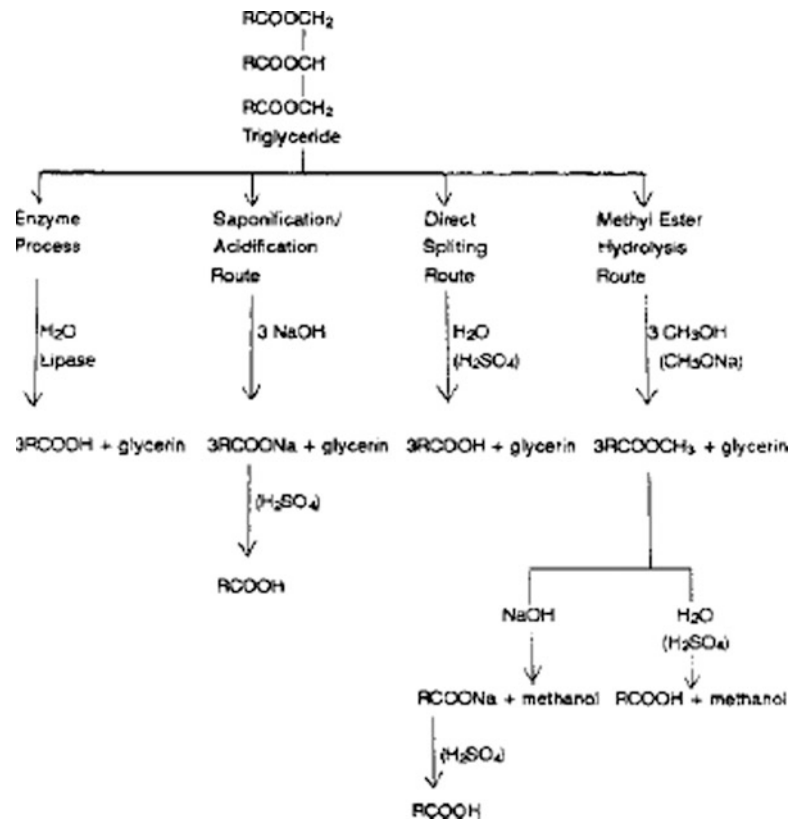 RCOOCH₂
RCOOCH
RCOOCH₂
Triglyceride
Enzyme
Process
Saponification/
Acidification
Route
Direct
Spliting
Route
Methyl Ester
Hydrolysis
Route
H₂O
Lipase
3 NaOH
H₂O
(H₂SO₄)
3 CH₃OH
(CH₃ONa)
3RCOOH + glycerin
3RCOONa + glycerin
3RCOOH + glycerin
3RCOOCH₃ + glycerin
(H₂SO₄)
RCOOH
NaOH
H₂O
(H₂SO₄)
RCOONa + methanol
RCOOH + methanol
(H₂SO₄)
RCOOH